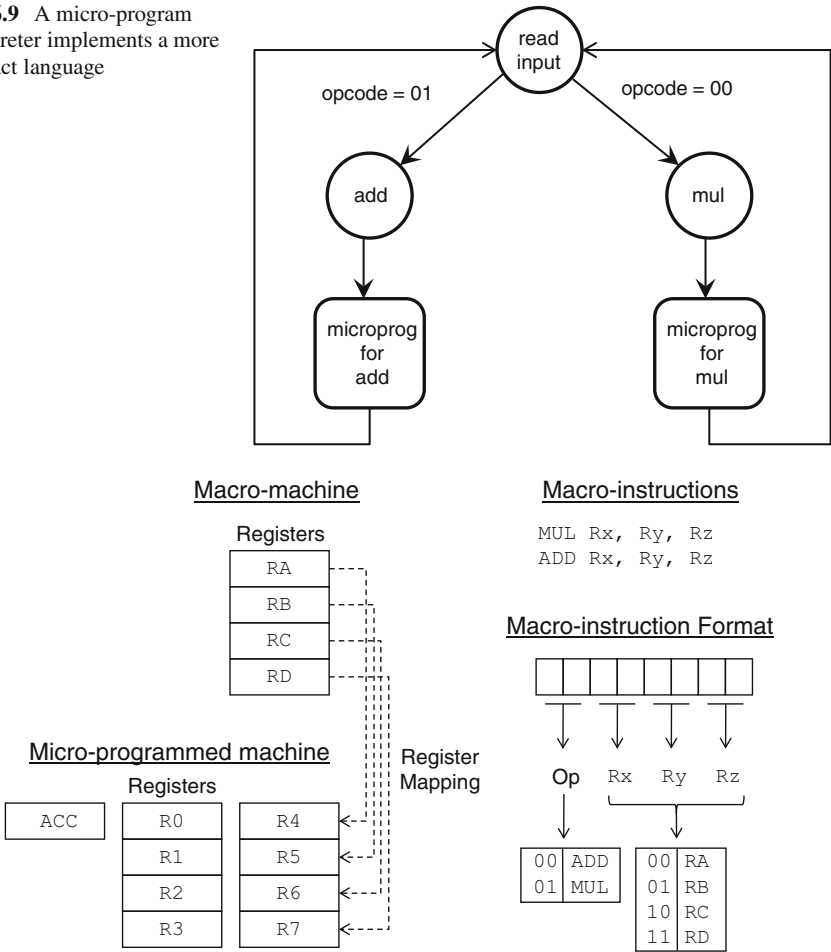 5.9 A micro-program
reter implements a more
act language
read
input
opcode = 01
opcode = 00
add
mul
microprog
for
add
microprog
for
mul
Macro-machine
Registers
RA
RB
RC
RD
Macro-instructions
MUL Rx, Ry, Rz
ADD Rx, Ry, Rz
Macro-instruction Format
Op Rx Ry Rz
00 ADD
01 MUL
00 RA
01 RB
10 RC
11 RD
Register
Mapping
Micro-programmed machine
Registers
ACC
R0
R1
R2
R3
R4
R5
R6
R7